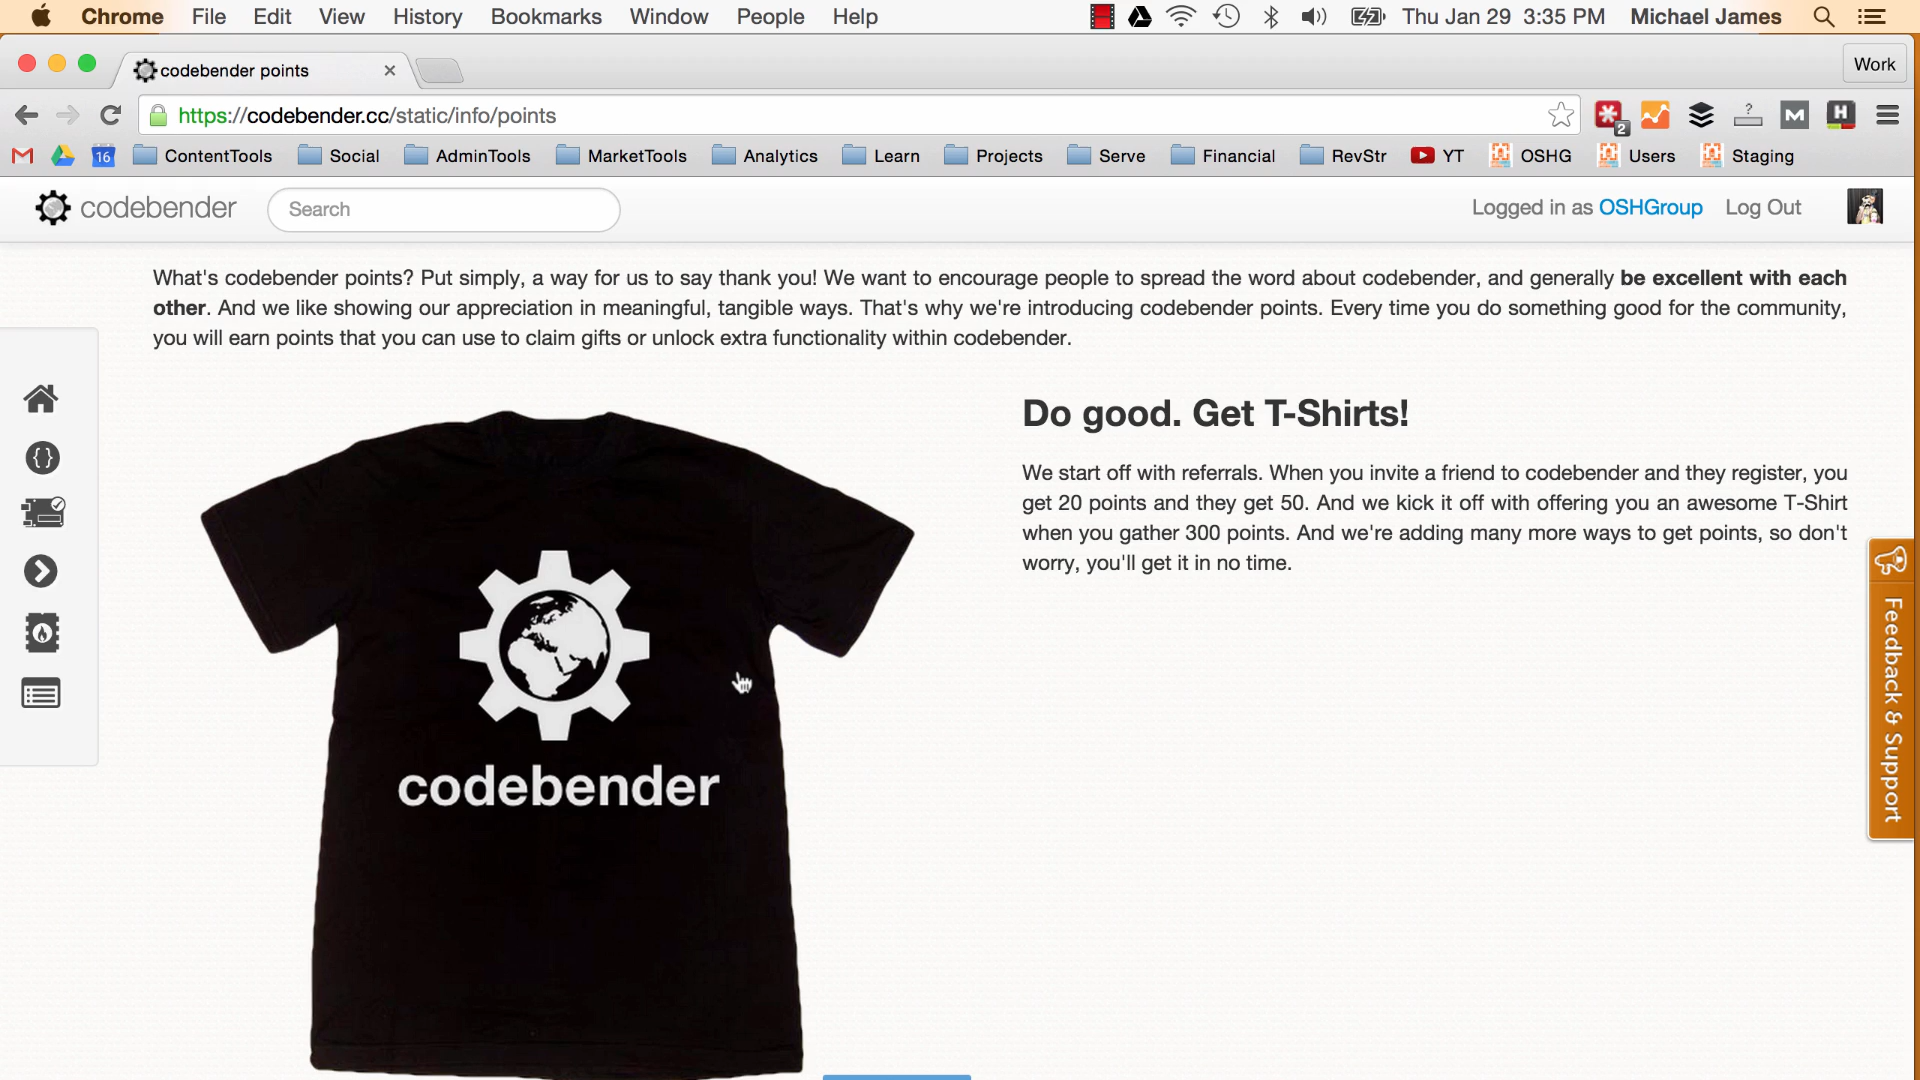 Chrome File Edit View History Bookmarks Window People Help Thu Jan 29 3:35 PM Michael James
codebender points Work
https://codebender.cc/static/info/points
? 2 M H
16 ContentTools Social AdminTools MarketTools Analytics Learn Projects Serve Financial RevStr YT OSHG Users Staging
codebender Search Logged in as OSHGroup Log Out
What's codebender points? Put simply, a way for us to say thank you! We want to encourage people to spread the word about codebender, and generally be excellent with each
other. And we like showing our appreciation in meaningful, tangible ways. That's why we're introducing codebender points. Every time you do something good for the community,
you will earn points that you can use to claim gifts or unlock extra functionality within codebender.
Do good. Get T-Shirts!
We start off with referrals. When you invite a friend to codebender and they register, you
get 20 points and they get 50. And we kick it off with offering you an awesome T-Shirt
when you gather 300 points. And we're adding many more ways to get points, so don't
worry, you'll get it in no time.
codebender
Feedback & Support